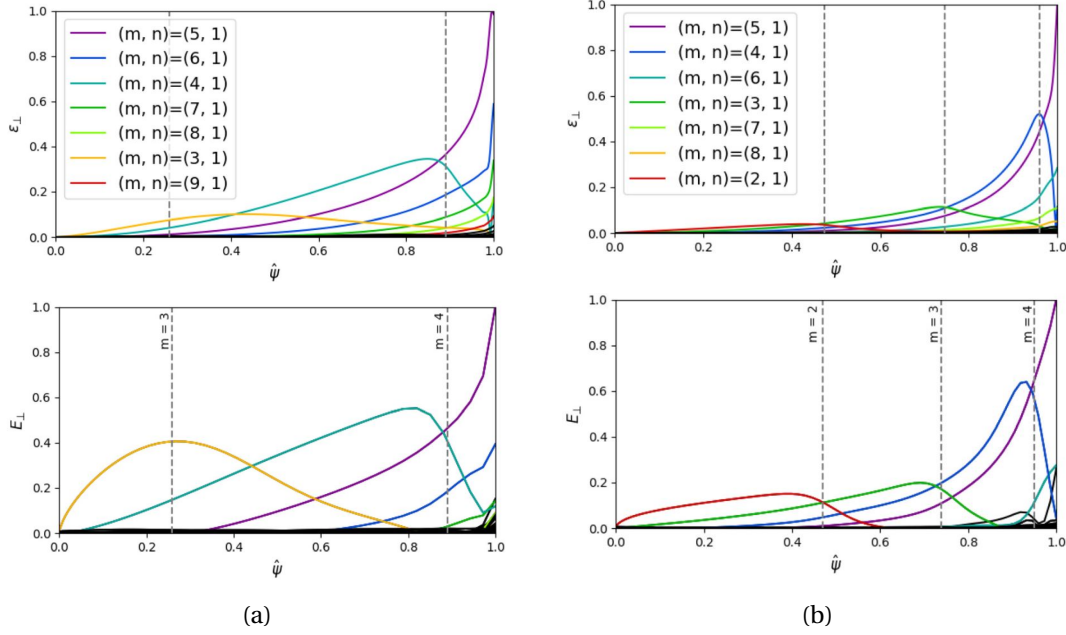 1.0
0.8
0.6
0.4
0.2
0.0
ε⊥
(m, n)=(5, 1)
(m, n)=(6, 1)
(m, n)=(4, 1)
(m, n)=(7, 1)
(m, n)=(8, 1)
(m, n)=(3, 1)
(m, n)=(9, 1)
0.0 0.2 0.4 0.6 0.8 1.0
ψ̂
1.0
0.8
0.6
0.4
0.2
0.0
ε⊥
(m, n)=(5, 1)
(m, n)=(4, 1)
(m, n)=(6, 1)
(m, n)=(3, 1)
(m, n)=(7, 1)
(m, n)=(8, 1)
(m, n)=(2, 1)
0.0 0.2 0.4 0.6 0.8 1.0
ψ̂
1.0
0.8
0.6
0.4
0.2
0.0
E⊥
m = 3
m = 4
0.0 0.2 0.4 0.6 0.8 1.0
ψ̂
(a)
1.0
0.8
0.6
0.4
0.2
0.0
E⊥
m = 2
m = 3
m = 4
0.0 0.2 0.4 0.6 0.8 1.0
ψ̂
(b)